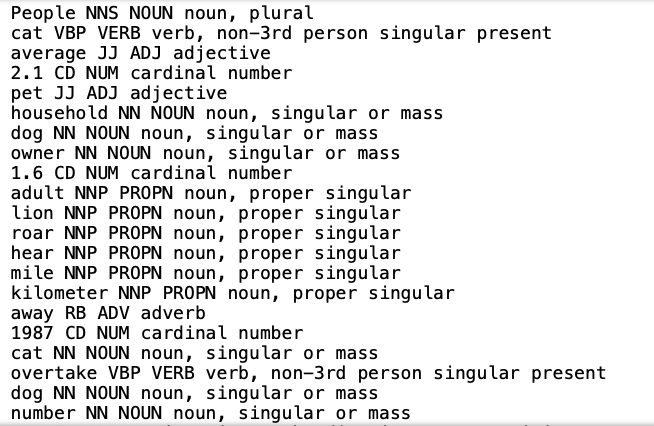 People NNS NOUN noun, plural
cat VBP VERB verb, non-3rd person singular present
average JJ ADJ adjective
2.1 CD NUM cardinal number
pet JJ ADJ adjective
household NN NOUN noun, singular or mass
dog NN NOUN noun, singular or mass
owner NN NOUN noun, singular or mass
1.6 CD NUM cardinal number
adult NNP PROPN noun, proper singular
lion NNP PROPN noun, proper singular
roar NNP PROPN noun, proper singular
hear NNP PROPN noun, proper singular
mile NNP PROPN noun, proper singular
kilometer NNP PROPN noun, proper singular
away RB ADV adverb
1987 CD NUM cardinal number
cat NN NOUN noun, singular or mass
overtake VBP VERB verb, non-3rd person singular present
dog NN NOUN noun, singular or mass
number NN NOUN noun, singular or mass